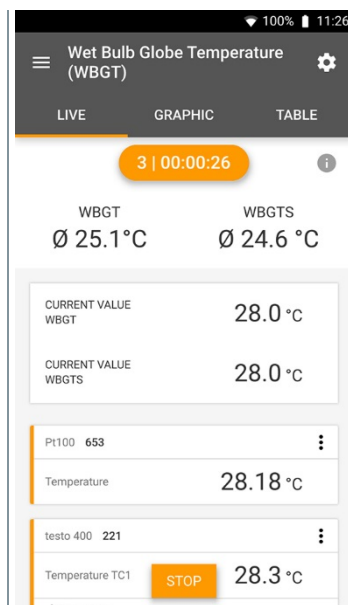 100% 11:26
Wet Bulb Globe Temperature
(WBGT)
LIVE GRAPHIC TABLE
3 | 00:00:26
WBGT WBGTS
Ø 25.1°C Ø 24.6 °C
CURRENT VALUE
WBGT
28.0 °C
CURRENT VALUE
WBGTS
28.0 °C
Pt100 653
Temperature 28.18 °C
testo 400 221
Temperature TC1 28.3 °C
STOP